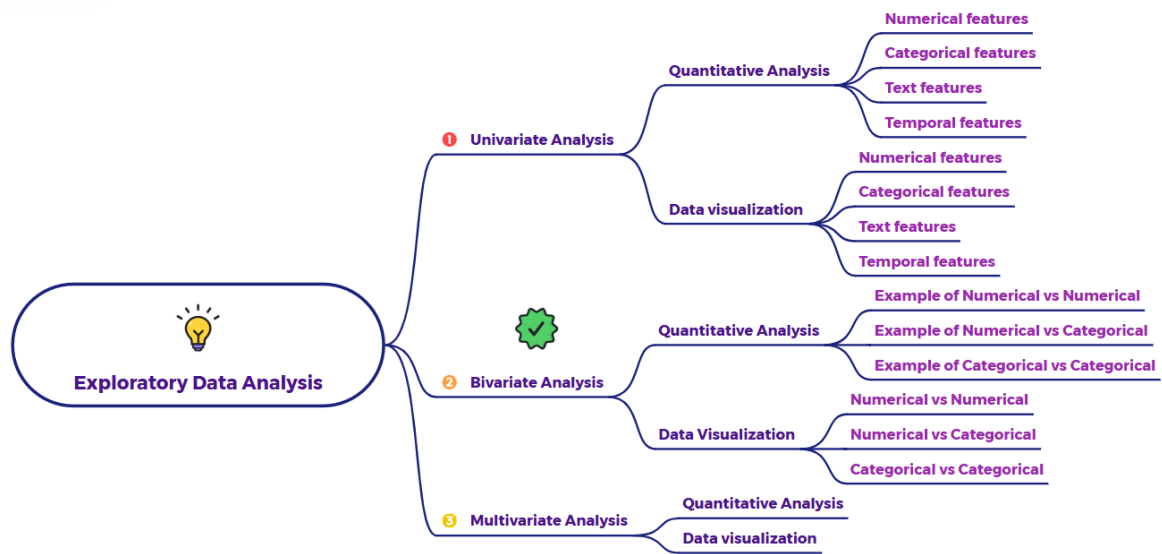 Exploratory Data Analysis
1 Univariate Analysis
Quantitative Analysis
Numerical features
Categorical features
Text features
Temporal features
Data visualization
Numerical features
Categorical features
Text features
Temporal features
2 Bivariate Analysis
Quantitative Analysis
Example of Numerical vs Numerical
Example of Numerical vs Categorical
Example of Categorical vs Categorical
Data Visualization
Numerical vs Numerical
Numerical vs Categorical
Categorical vs Categorical
3 Multivariate Analysis
Quantitative Analysis
Data visualization